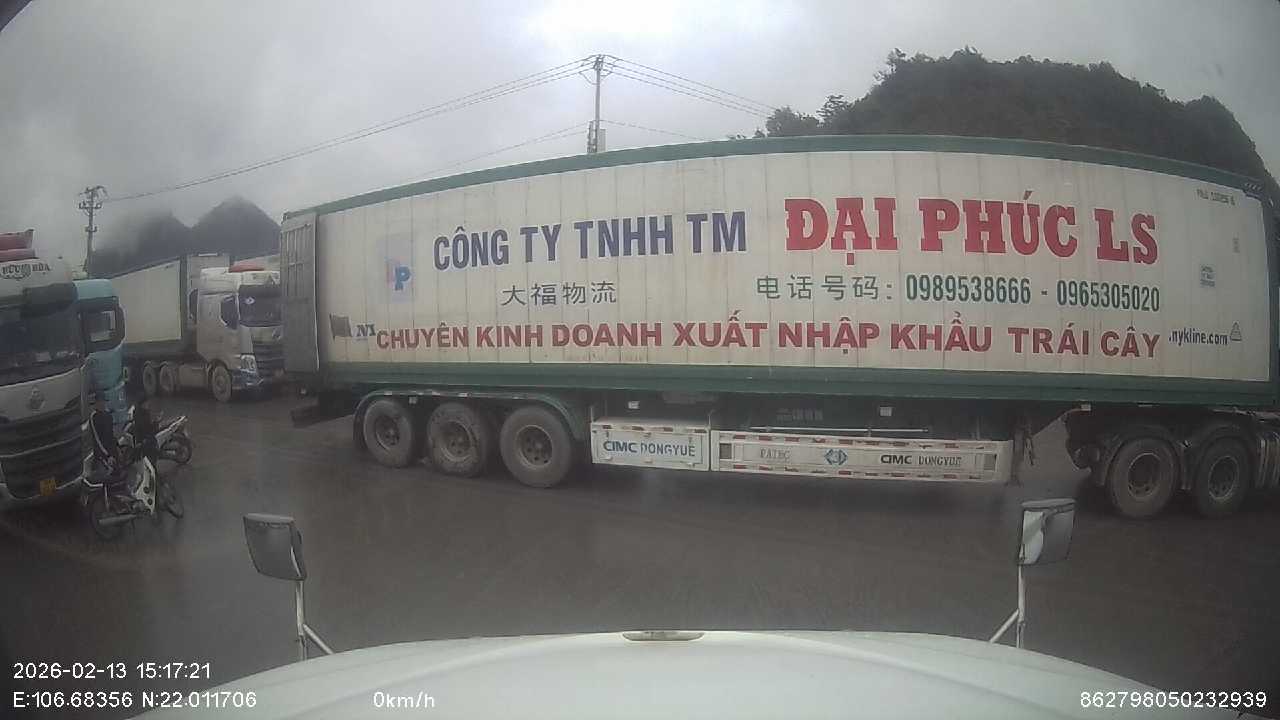 CÔNG TY TNHH TM ĐẠI PHÚC LS
大福物流 电话号码: 0989538666 - 0965305020
CHUYÊN KINH DOANH XUẤT NHẬP KHẨU TRÁI CÂY
.nykline.com
CIMC DONGYUE
CIMC DONGYUE
2026-02-13 15:17:21
E:106.68356 N:22.011706 0km/h 862798050232939